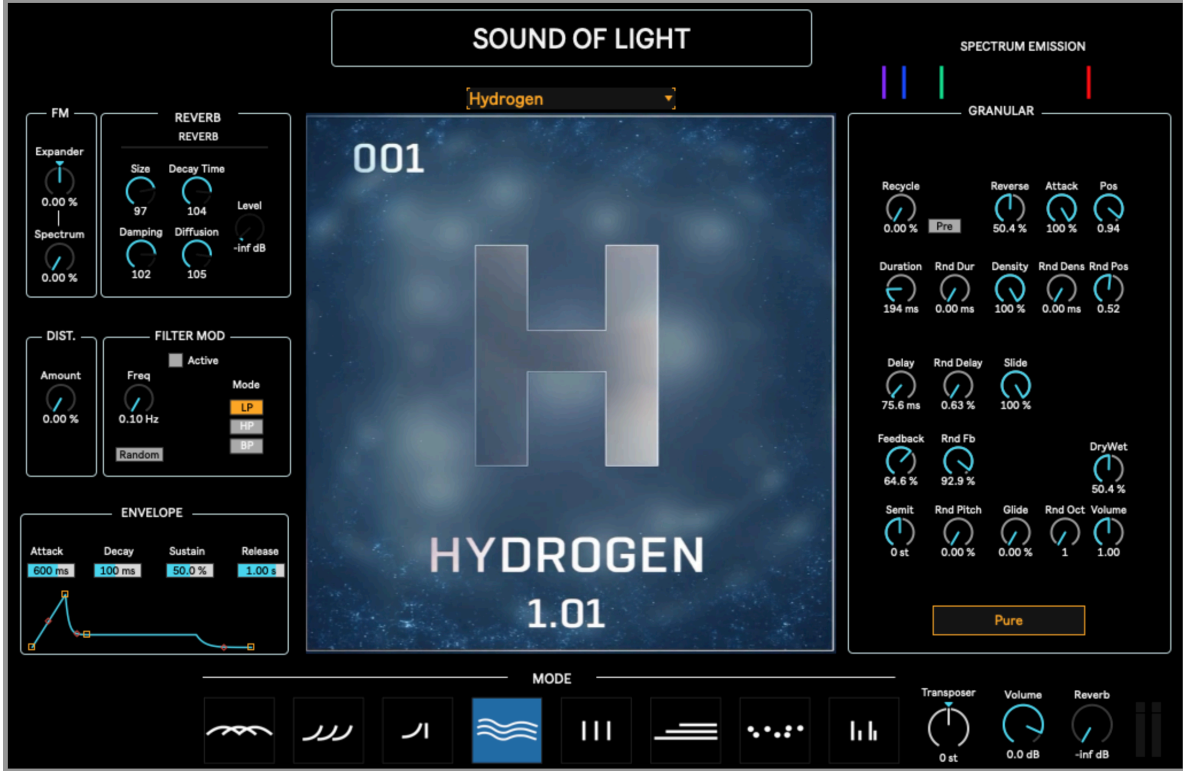 SOUND OF LIGHT
SPECTRUM EMISSION
Hydrogen
FM
Expander
0.00 %
Spectrum
0.00 %
REVERB
REVERB
Size
Decay Time
97
104
Level
-inf dB
Damping
Diffusion
102
105
DIST.
Amount
0.00 %
FILTER MOD
Active
Freq
0.10 Hz
Mode
LP
HP
BP
Random
ENVELOPE
Attack
Decay
Sustain
Release
600 ms
100 ms
50.0 %
1.00 s
001
H
HYDROGEN
1.01
GRANULAR
Recycle
0.00 %
Pre
Reverse
50.4 %
Attack
100 %
Pos
0.94
Duration
194 ms
Rnd Dur
0.00 ms
Density
100 %
Rnd Dens
0.00 ms
Rnd Pos
0.52
Delay
75.6 ms
Rnd Delay
0.63 %
Slide
100 %
Feedback
64.6 %
Rnd Fb
92.9 %
DryWet
50.4 %
Semit
0 st
Rnd Pitch
0.00 %
Glide
0.00 %
Rnd Oct
1
Volume
1.00
Pure
MODE
Transposer
0 st
Volume
0.0 dB
Reverb
-inf dB